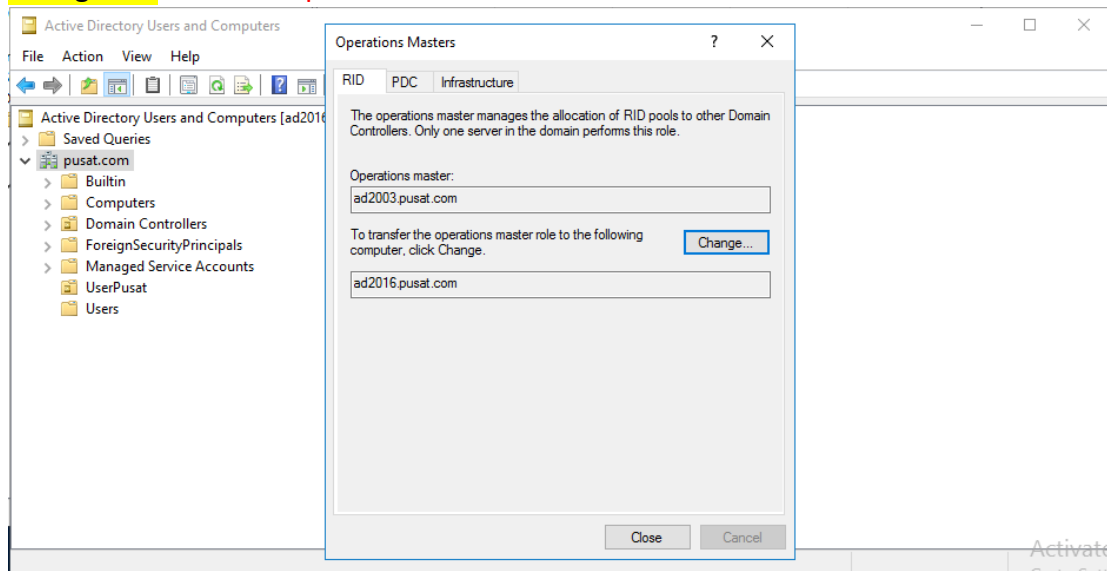 Active Directory Users and Computers
File Action View Help
Active Directory Users and Computers [ad2016
Saved Queries
pusat.com
Builtin
Computers
Domain Controllers
ForeignSecurityPrincipals
Managed Service Accounts
UserPusat
Users
Operations Masters
RID PDC Infrastructure
The operations master manages the allocation of RID pools to other Domain
Controllers. Only one server in the domain performs this role.
Operations master:
ad2003.pusat.com
To transfer the operations master role to the following
computer, click Change.
Change...
ad2016.pusat.com
Close Cancel
Activate